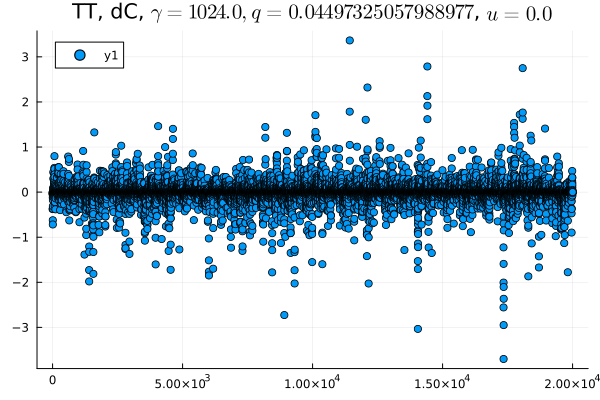 TT, dC, γ = 1024.0, q = 0.04497325057988977, u = 0.0
y1
3
2
1
0
−1
−2
−3
0 5.00×10³ 1.00×10⁴ 1.50×10⁴ 2.00×10⁴